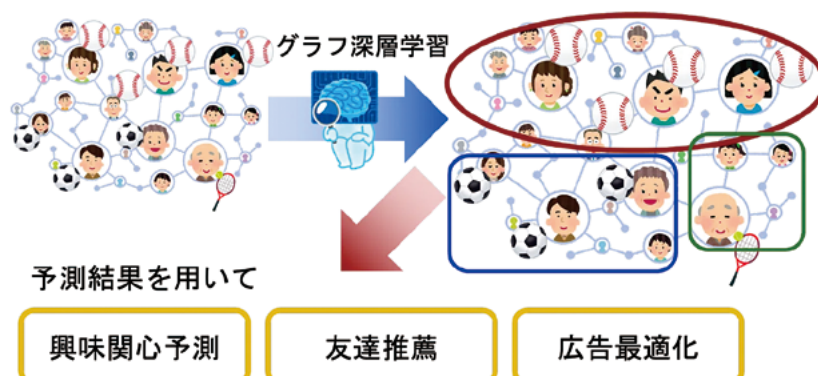 グラフ深層学習
予測結果を用いて
興味関心予測
友達推薦
広告最適化